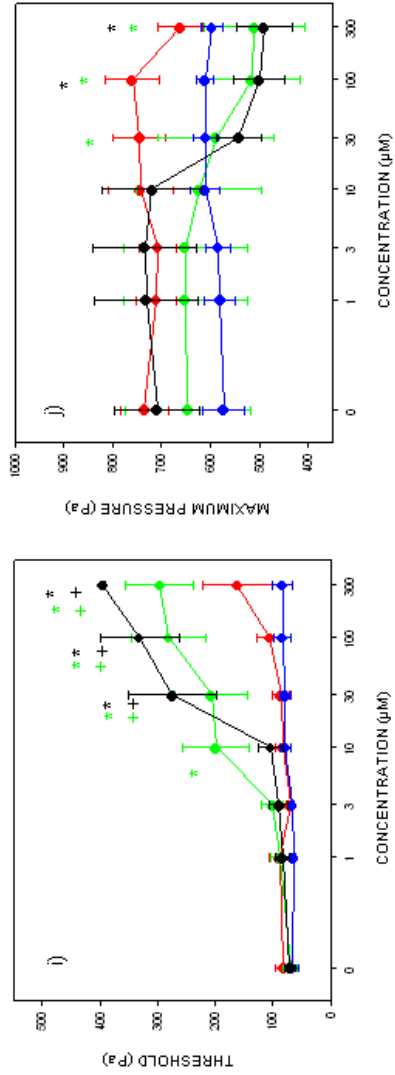 i)
THRESHOLD (Pa)
500
400
300
200
100
0
0 1 3 10 30 100 300
CONCENTRATION (µM)
* * + * + * + * + * + * +
j)
MAXIMUM PRESSURE (Pa)
1000
900
800
700
600
500
400
0 1 3 10 30 100 300
CONCENTRATION (µM)
* * * * *